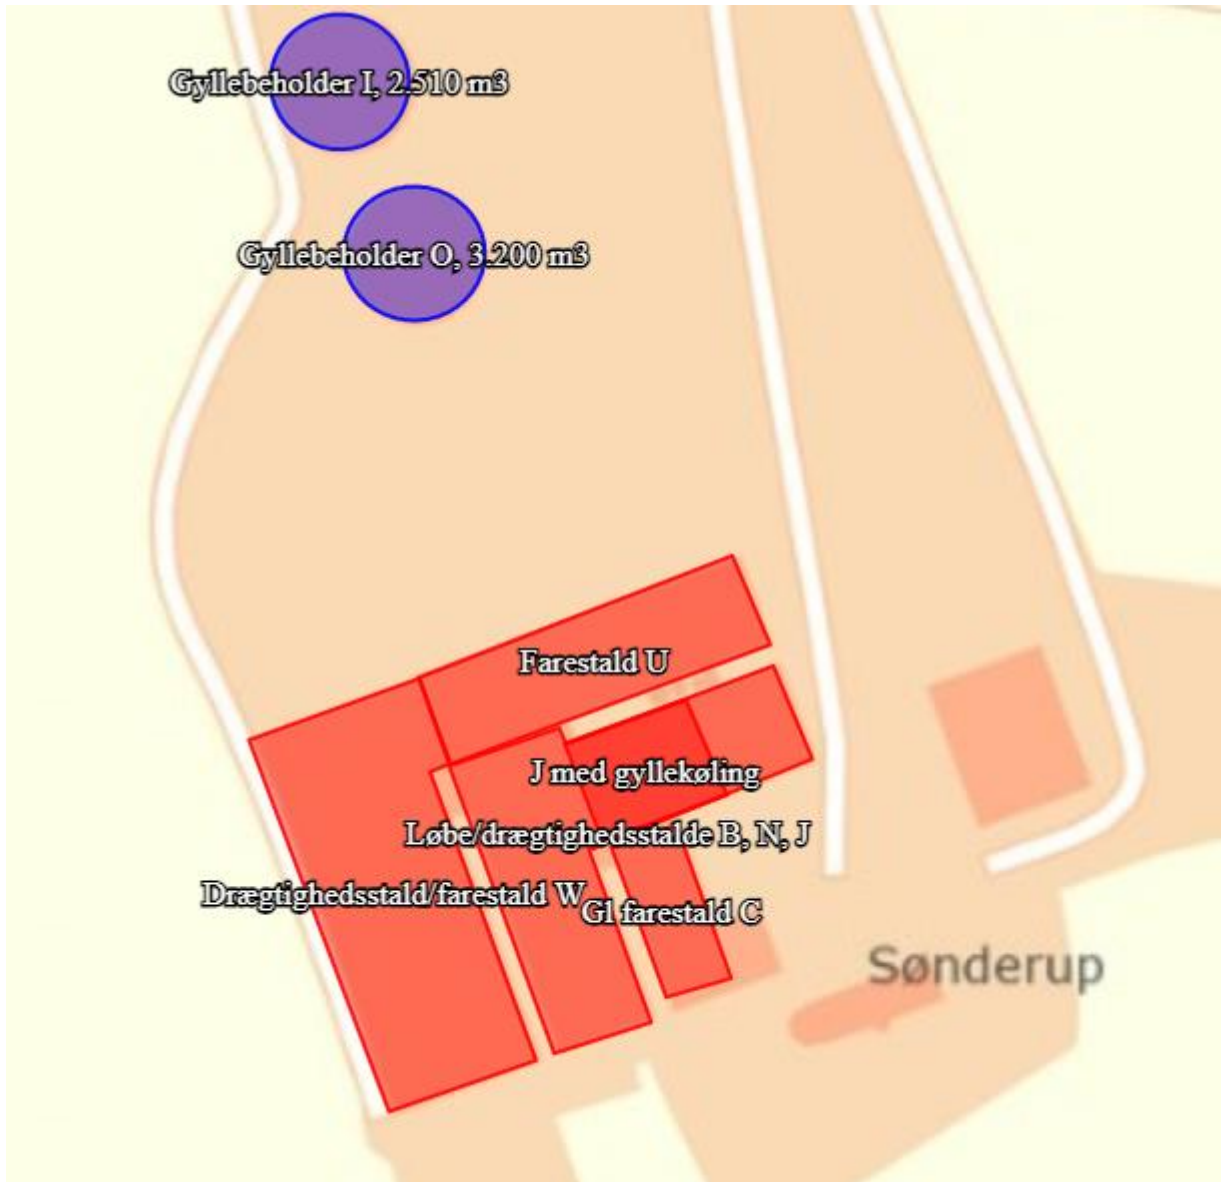 Gyllebeholder I, 2.510 m3
Gyllebeholder O, 3.200 m3
Farestald U
J med gyllekøling
Løbe/drægtighedsstalde B, N, J
Drægtighedsstald/farestald W
Gl farestald C
Sønderup